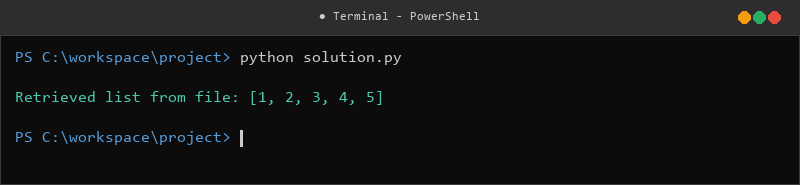 ● Terminal - PowerShell
PS C:\workspace\project> python solution.py
Retrieved list from file: [1, 2, 3, 4, 5]
PS C:\workspace\project>